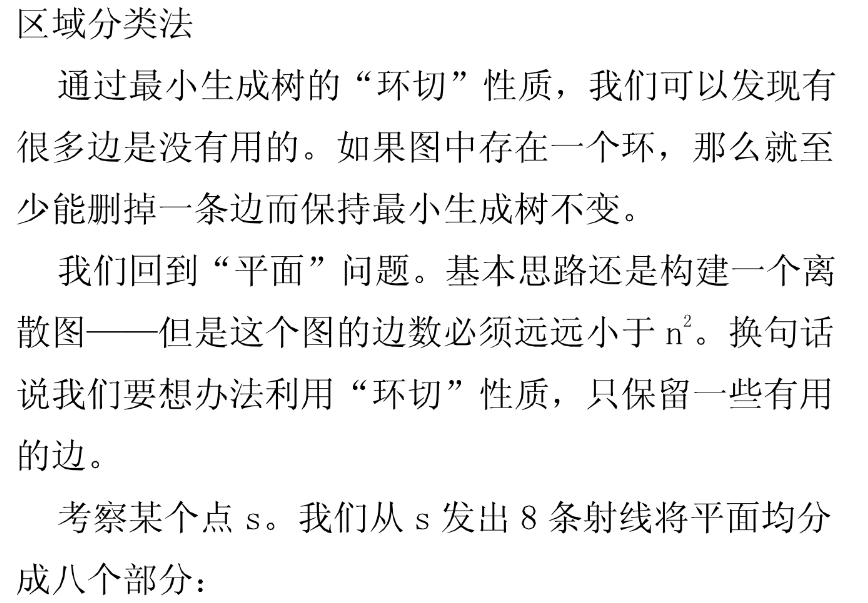 区域分类法
通过最小生成树的“环切”性质，我们可以发现有
很多边是没有用的。如果图中存在一个环，那么就至
少能删掉一条边而保持最小生成树不变。
我们回到“平面”问题。基本思路还是构建一个离
散图——但是这个图的边数必须远远小于 n²。换句话
说我们要想办法利用“环切”性质，只保留一些有用
的边。
考察某个点 s。我们从 s 发出 8 条射线将平面均分
成八个部分：